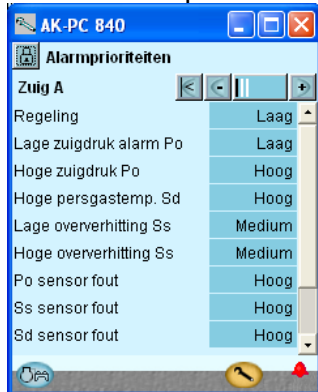 AK-PC 840
Alarmprioriteiten
Zuig A
Regeling Laag
Lage zuigdruk alarm Po Laag
Hoge zuigdruk Po Hoog
Hoge persgastemp. Sd Hoog
Lage oververhitting Ss Medium
Hoge oververhitting Ss Medium
Po sensor fout Hoog
Ss sensor fout Hoog
Sd sensor fout Hoog